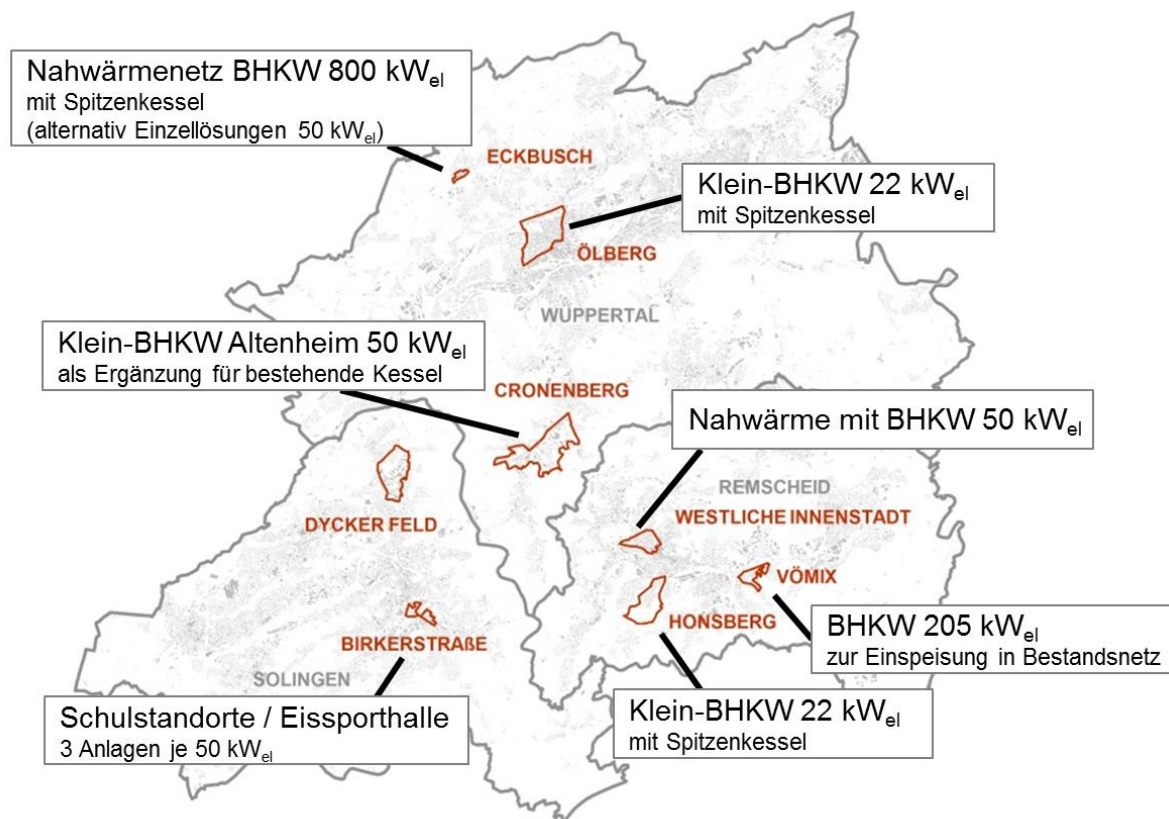 Nahwärmenetz BHKW 800 kWel
mit Spitzenkessel
(alternativ Einzellösungen 50 kWel)
ECKBUSCH
Klein-BHKW 22 kWel
mit Spitzenkessel
ÖLBERG
WUPPERTAL
Klein-BHKW Altenheim 50 kWel
als Ergänzung für bestehende Kessel
CRONENBERG
Nahwärme mit BHKW 50 kWel
REMSCHEID
WESTLICHE INNENSTADT
DYCKER FELD
VÖMIX
HONSBERG
BIRKERSTRAßE
BHKW 205 kWel
zur Einspeisung in Bestandsnetz
SOLINGEN
Schulstandorte / Eissporthalle
3 Anlagen je 50 kWel
Klein-BHKW 22 kWel
mit Spitzenkessel